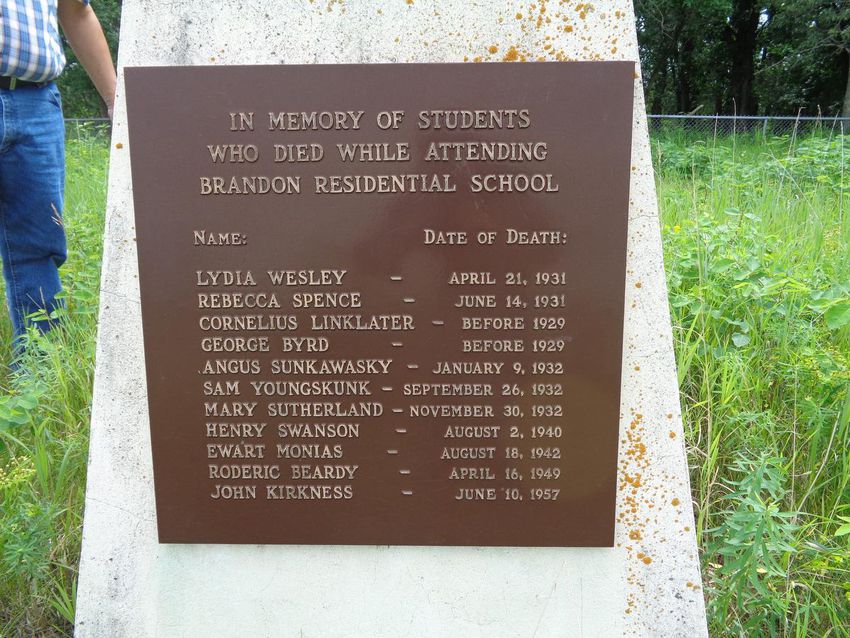 IN MEMORY OF STUDENTS
WHO DIED WHILE ATTENDING
BRANDON RESIDENTIAL SCHOOL
NAME: DATE OF DEATH:
LYDIA WESLEY - APRIL 21, 1931
REBECCA SPENCE - JUNE 14, 1931
CORNELIUS LINKLATER - BEFORE 1929
GEORGE BYRD - BEFORE 1929
ANGUS SUNKAWASKY - JANUARY 9, 1932
SAM YOUNGSKUNK - SEPTEMBER 26, 1932
MARY SUTHERLAND - NOVEMBER 30, 1932
HENRY SWANSON - AUGUST 2, 1940
EWART MONIAS - AUGUST 18, 1942
RODERIC BEARDY - APRIL 16, 1949
JOHN KIRKNESS - JUNE 10, 1957